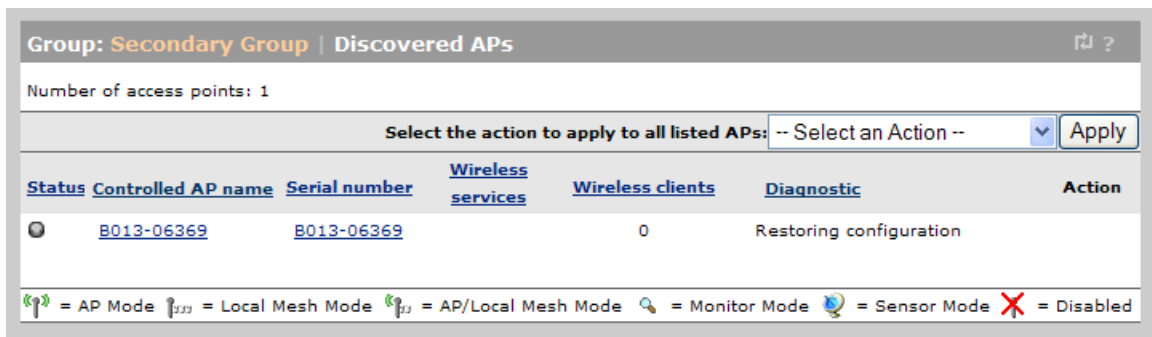 Group: Secondary Group | Discovered APs ?
Number of access points: 1
Select the action to apply to all listed APs: -- Select an Action -- Apply
Status Controlled AP name Serial number Wireless services Wireless clients Diagnostic Action
B013-06369 B013-06369 0 Restoring configuration
= AP Mode = Local Mesh Mode = AP/Local Mesh Mode = Monitor Mode = Sensor Mode = Disabled